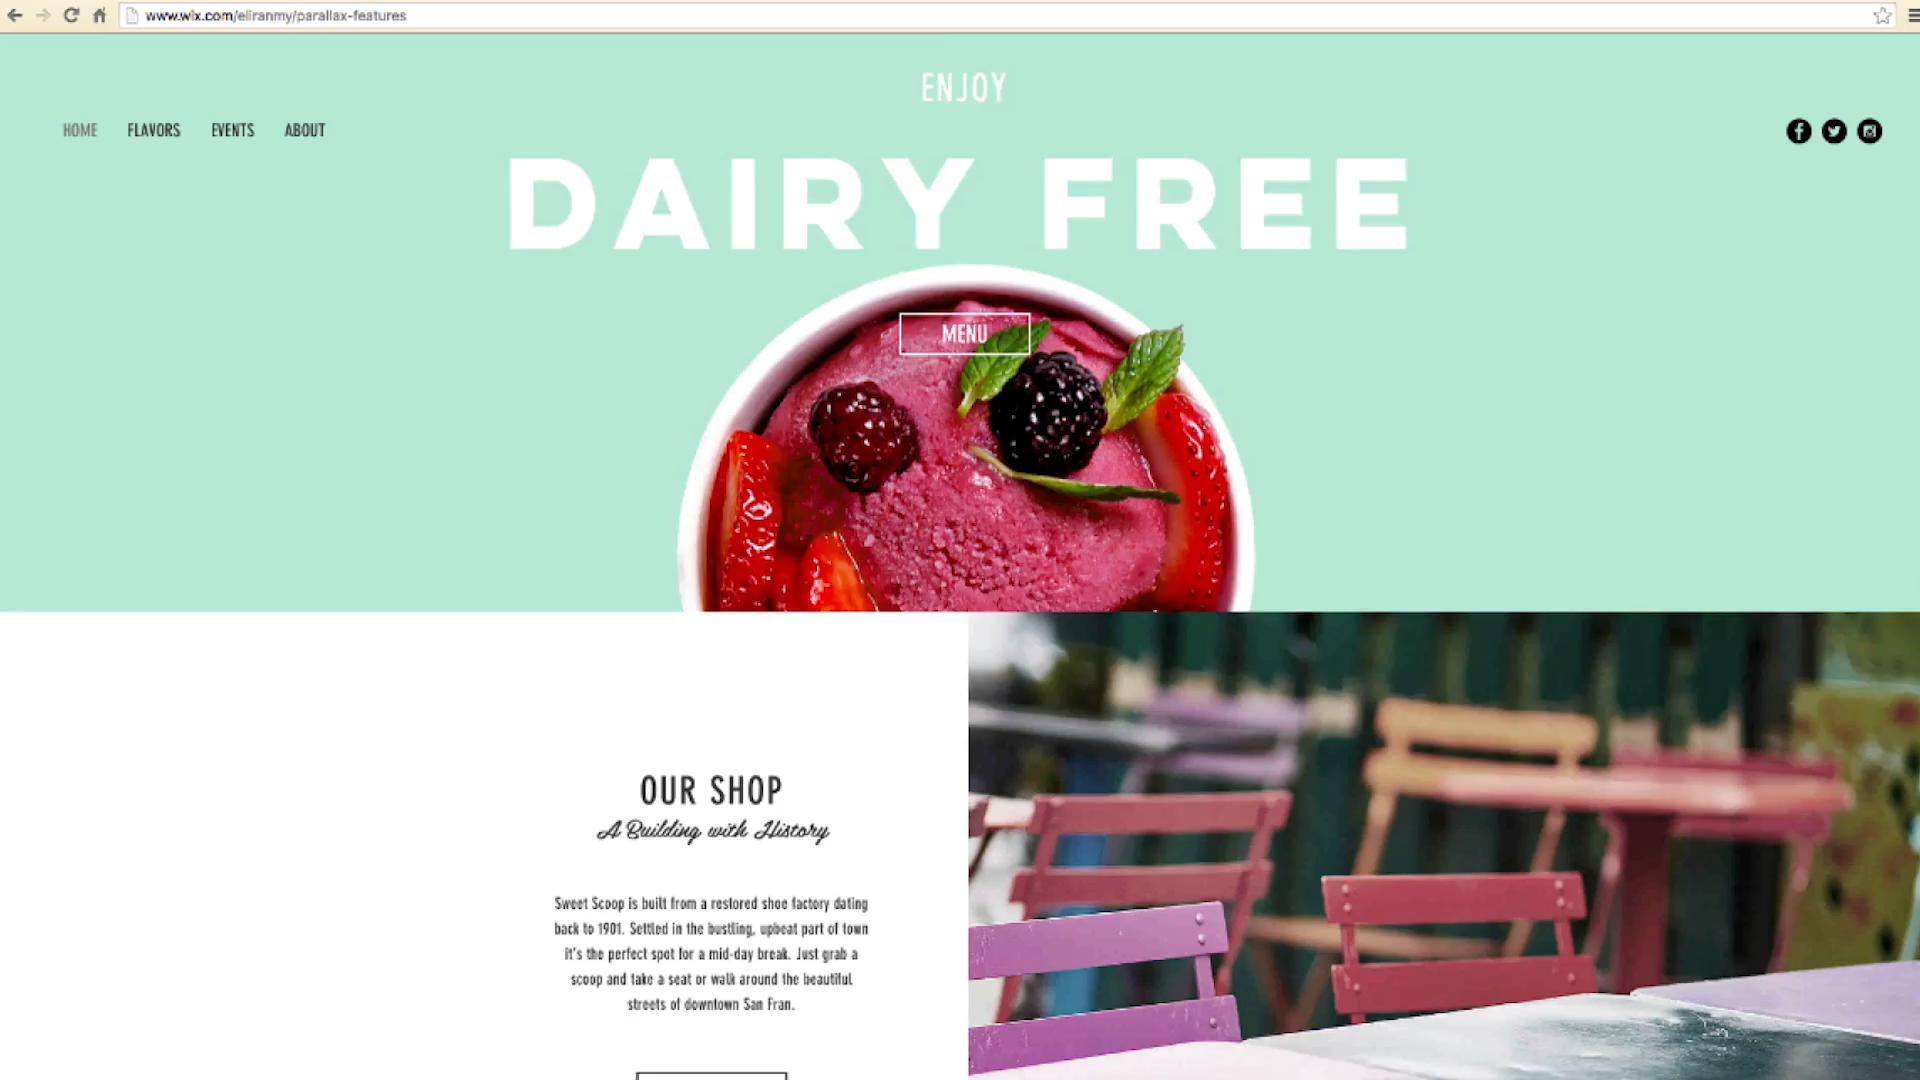 www.wix.com/eliranmy/parallax-features
ENJOY
HOME FLAVORS EVENTS ABOUT
DAIRY FREE
MENU
OUR SHOP
A Building with History
Sweet Scoop is built from a restored shoe factory dating
back to 1901. Settled in the bustling, upbeat part of town
it's the perfect spot for a mid-day break. Just grab a
scoop and take a seat or walk around the beautiful
streets of downtown San Fran.